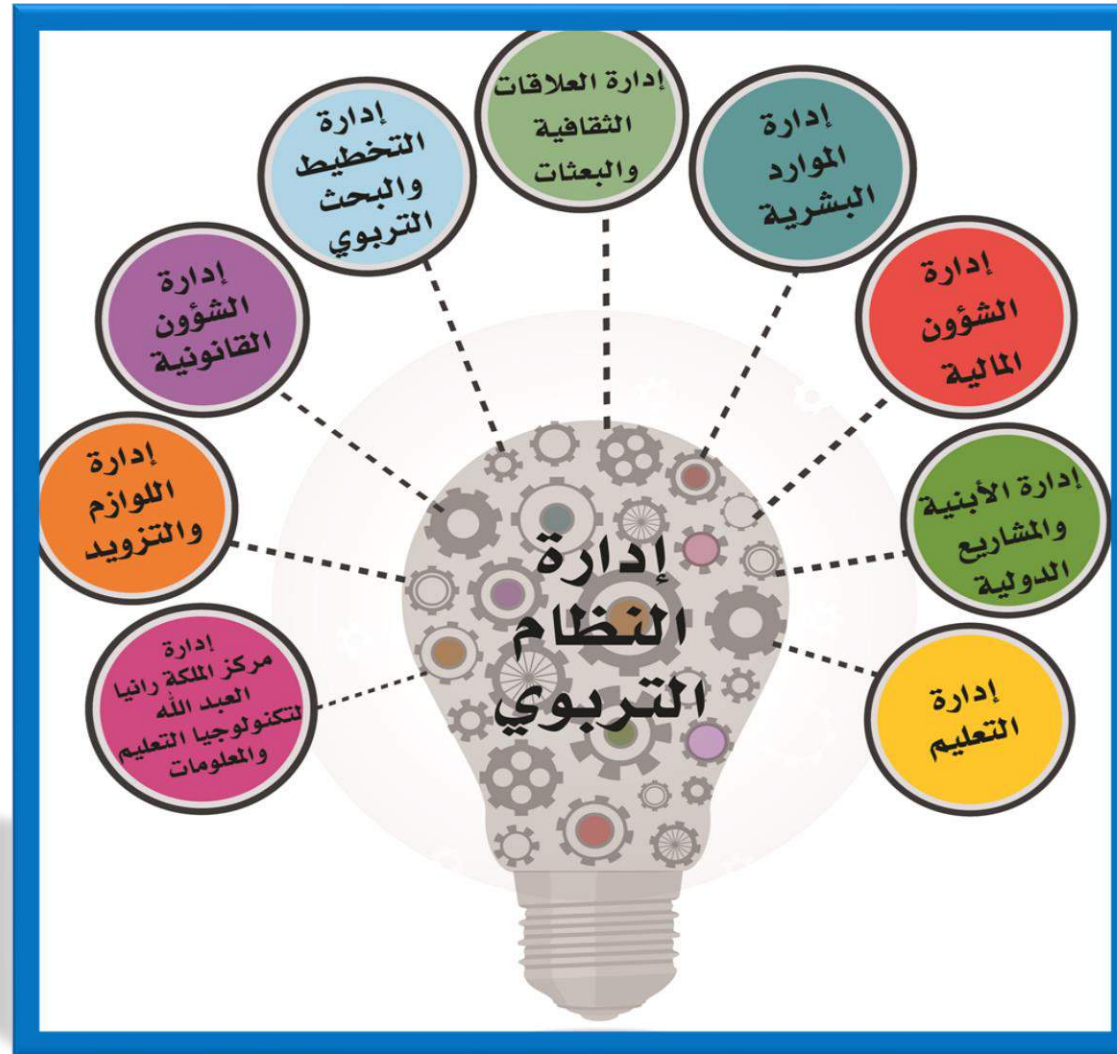 إدارة العلاقات
الثقافية
والبعثات
إدارة
الموارد
البشرية
إدارة
الشؤون
المالية
إدارة الأبنية
والمشاريع
الدولية
إدارة
التعليم
إدارة
التخطيط
والبحث
التربوي
إدارة
الشؤون
القانونية
إدارة
اللوازم
والتزويد
إدارة
مركز الملكة رانيا
العبد الله
لتكنولوجيا التعليم
والمعلومات
إدارة
النظام
التربوي